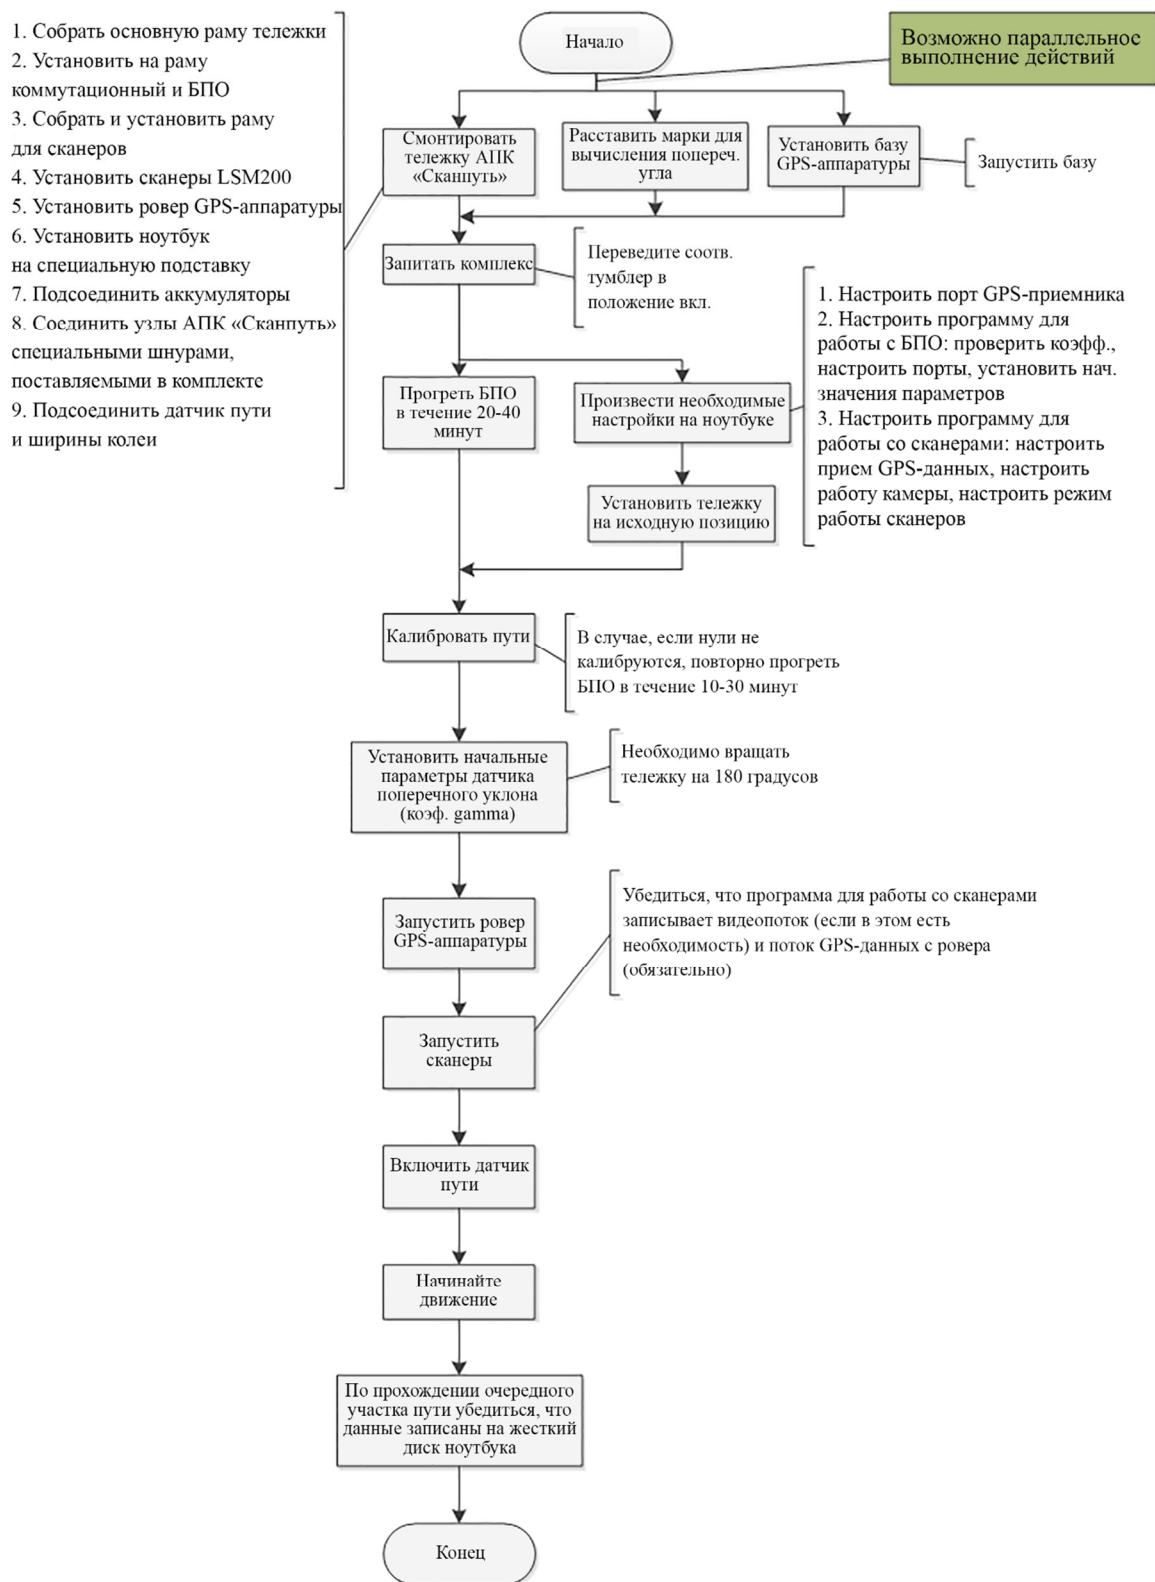 1. Собрать основную раму тележки
2. Установить на раму
коммутационный и БПО
3. Собрать и установить раму
для сканеров
4. Установить сканеры LSM200
5. Установить ровер GPS-аппаратуры
6. Установить ноутбук
на специальную подставку
7. Подсоединить аккумуляторы
8. Соединить узлы АПК «Сканпуть»
специальными шнурами,
поставляемыми в комплекте
9. Подсоединить датчик пути
и ширины колеи
Начало
Возможно параллельное
выполнение действий
Смонтировать
тележку АПК
«Сканпуть»
Расставить марки для
вычисления попереч.
угла
Установить базу
GPS-аппаратуры
Запустить базу
Запитать комплекс
Переведите соотв.
тумблер в
положение вкл.
Прогреть БПО
в течение 20-40
минут
Произвести необходимые
настройки на ноутбуке
1. Настроить порт GPS-приемника
2. Настроить программу для
работы с БПО: проверить коэфф.,
настроить порты, установить нач.
значения параметров
3. Настроить программу для
работы со сканерами: настроить
прием GPS-данных, настроить
работу камеры, настроить режим
работы сканеров
Установить тележку
на исходную позицию
Калибровать пути
В случае, если нули не
калибруются, повторно прогреть
БПО в течение 10-30 минут
Установить начальные
параметры датчика
поперечного уклона
(коэф. gamma)
Необходимо вращать
тележку на 180 градусов
Запустить ровер
GPS-аппаратуры
Убедиться, что программа для работы со сканерами
записывает видеопоток (если в этом есть
необходимость) и поток GPS-данных с ровера
(обязательно)
Запустить
сканеры
Включить датчик
пути
Начинайте
движение
По прохождении очередного
участка пути убедиться, что
данные записаны на жесткий
диск ноутбука
Конец